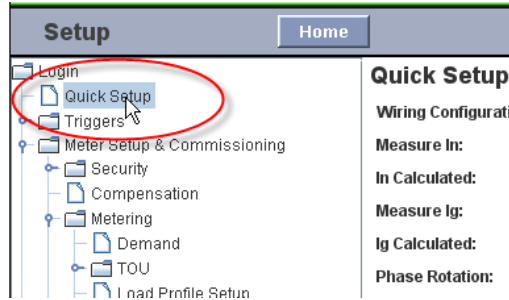 Setup
Home
Login
Quick Setup
Triggers
Meter Setup & Commissioning
Security
Compensation
Metering
Demand
TOU
Load Profile Setup
Quick Setup
Wiring Configurati
Measure In:
In Calculated:
Measure Ig:
Ig Calculated:
Phase Rotation: